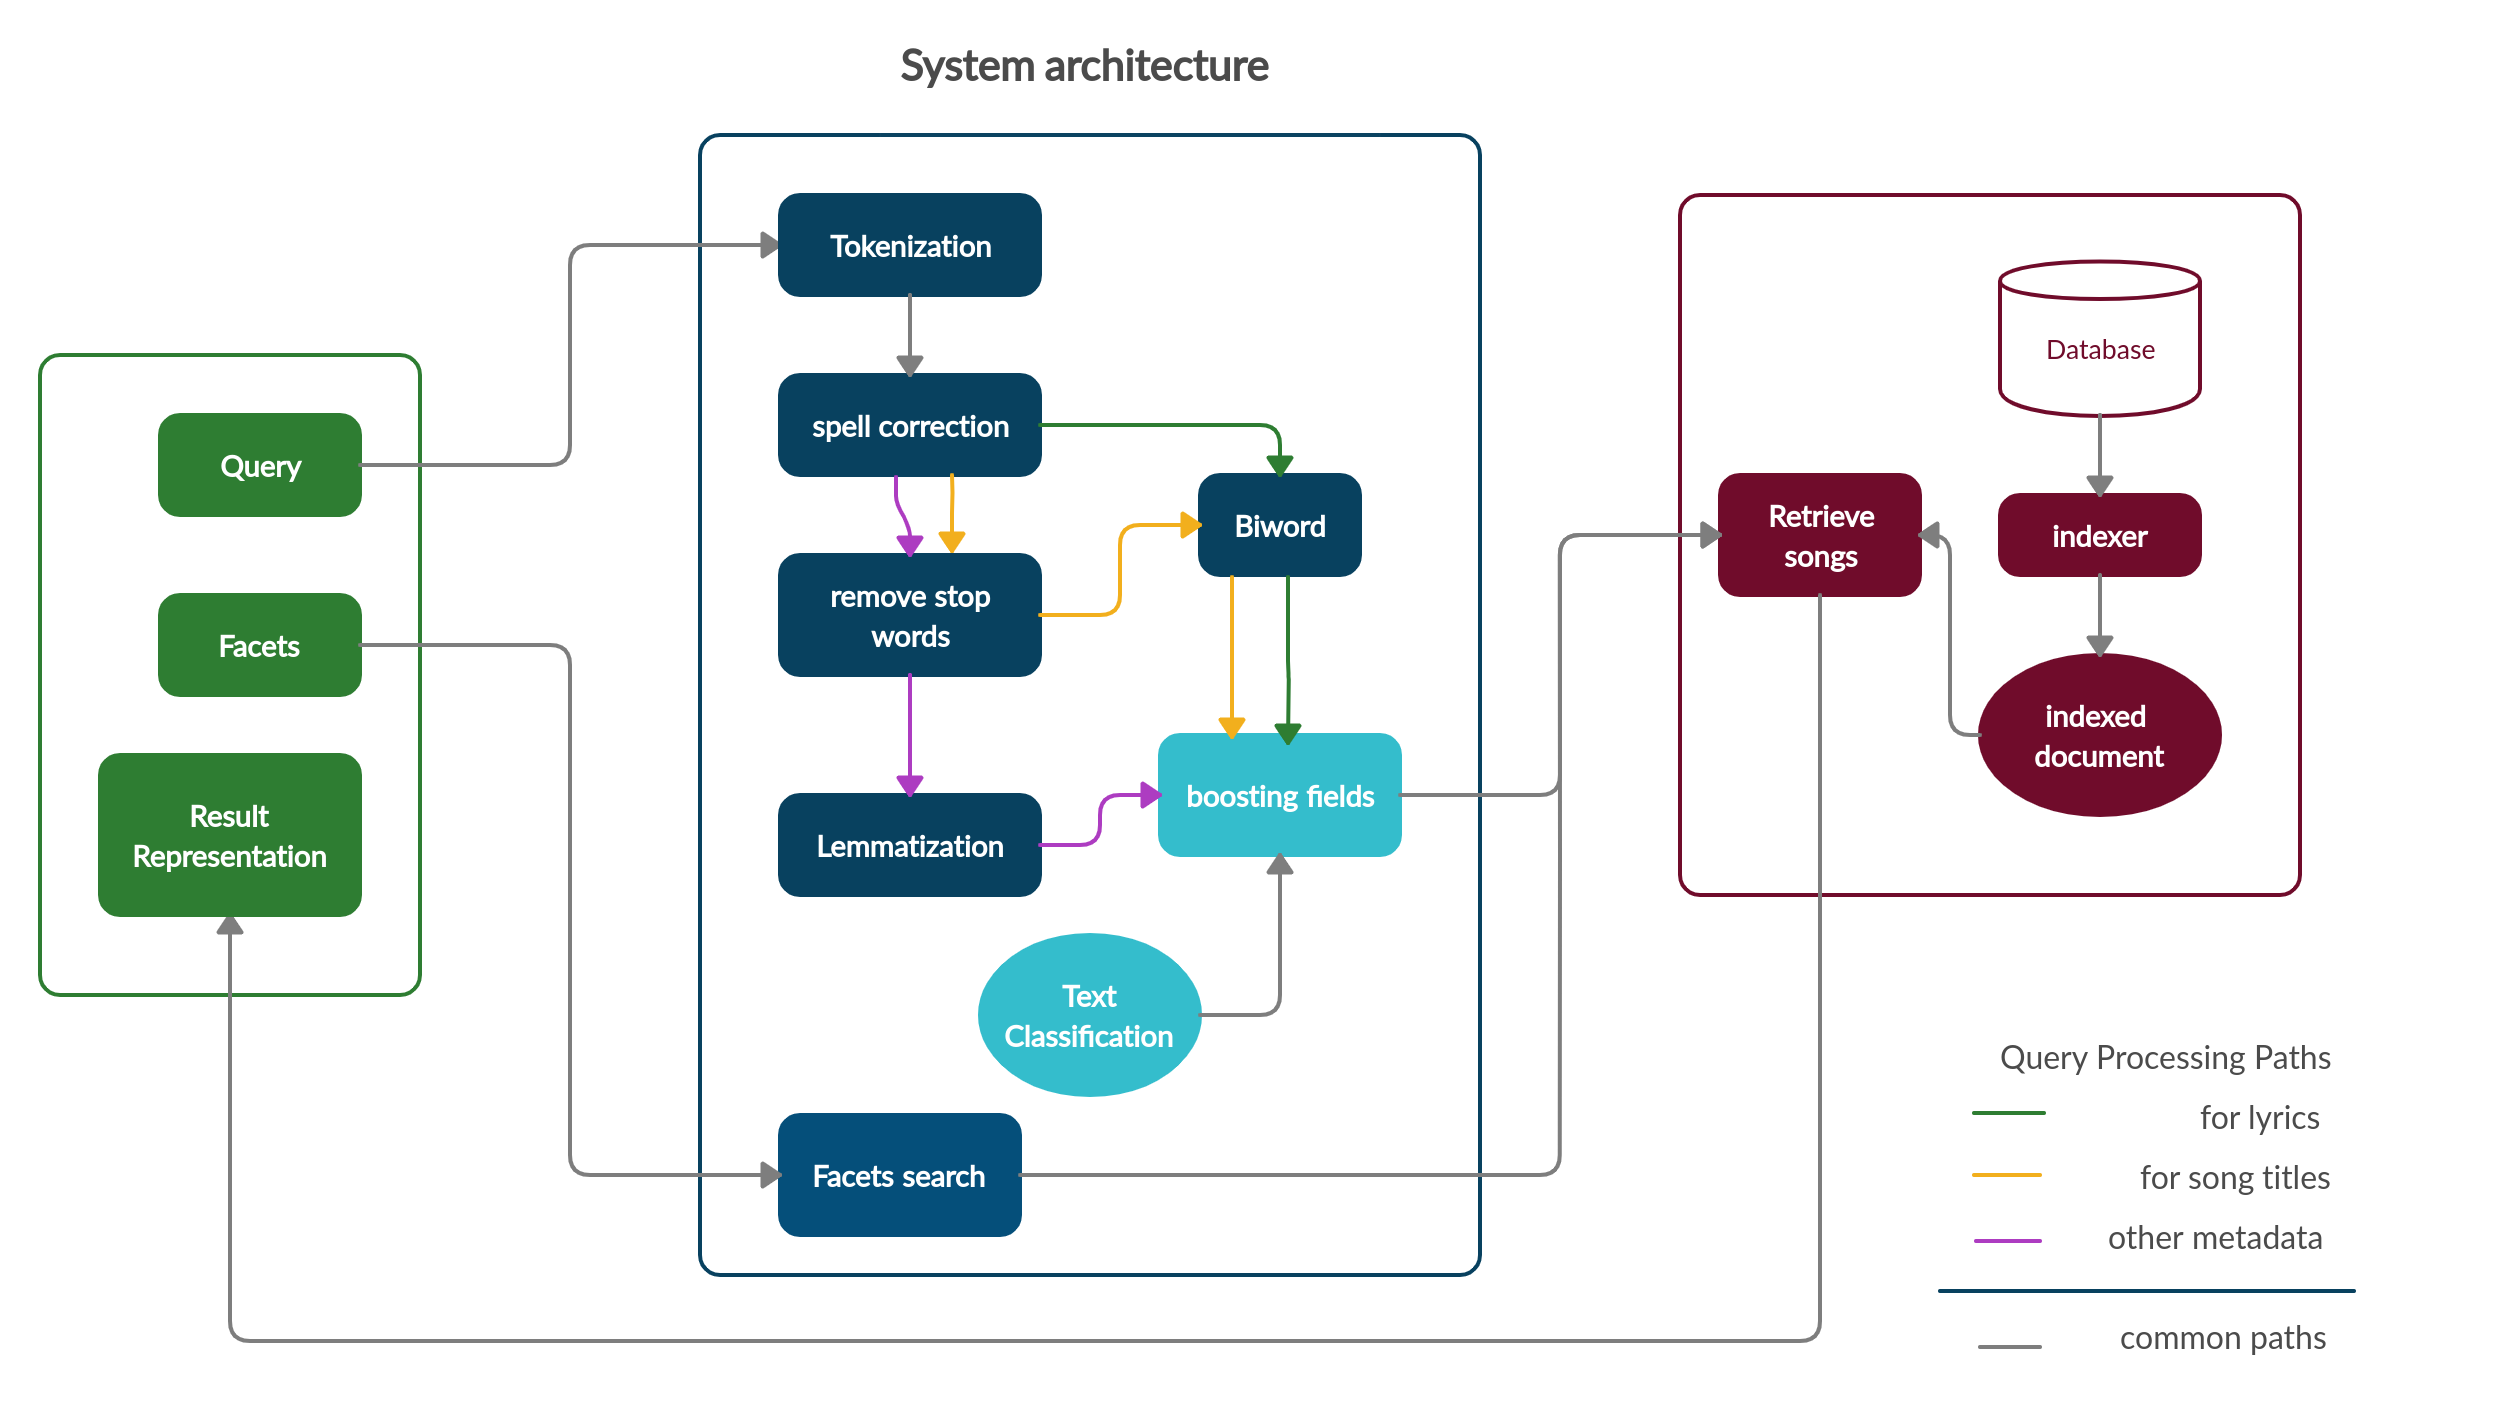 System architecture
Query
Facets
Result
Representation
Tokenization
spell correction
remove stop
words
Biword
Lemmatization
boosting fields
Text
Classification
Facets search
Database
Retrieve
songs
indexer
indexed
document
Query Processing Paths
for lyrics
for song titles
other metadata
common paths